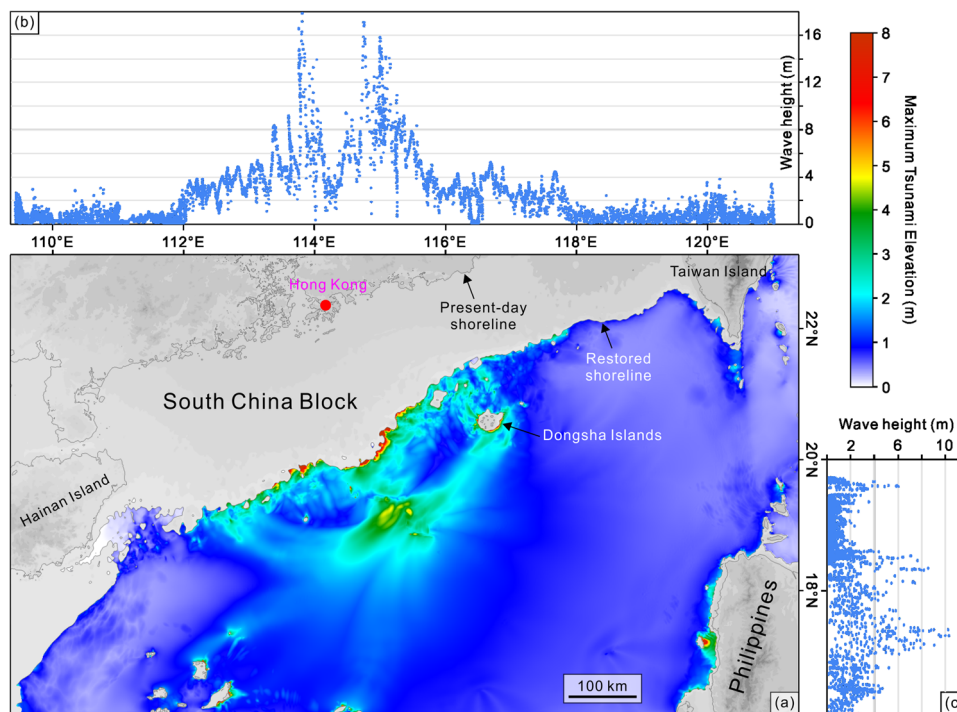 (b)
16
12
8
4
0
Wave height (m)
110°E
112°E
114°E
116°E
118°E
120°E
8
7
6
5
4
3
2
1
0
Maximum Tsunami Elevation (m)
Hong Kong
Present-day
shoreline
Taiwan Island
Restored
shoreline
South China Block
Dongsha Islands
Hainan Island
Philippines
100 km
(a)
22°N
20°N
18°N
Wave height (m)
2
6
10
(c)